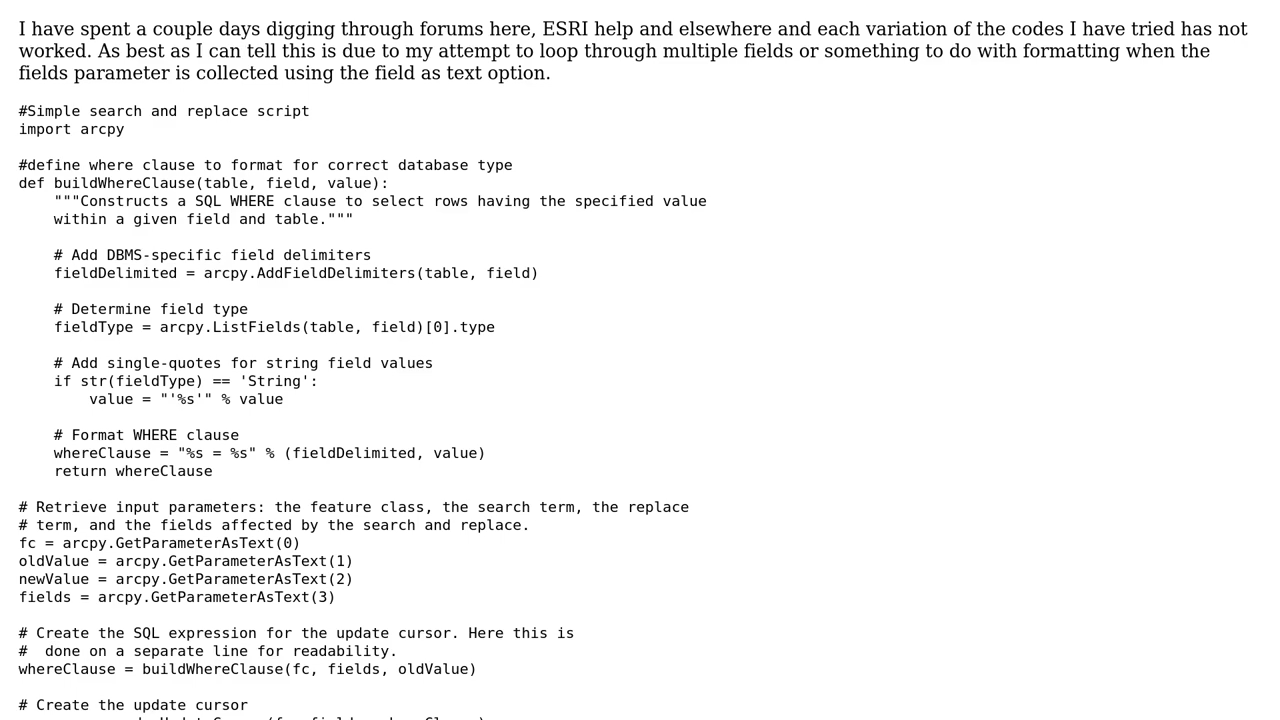 I have spent a couple days digging through forums here, ESRI help and elsewhere and each variation of the codes I have tried has not
worked. As best as I can tell this is due to my attempt to loop through multiple fields or something to do with formatting when the
fields parameter is collected using the field as text option.
#Simple search and replace script
import arcpy
#define where clause to format for correct database type
def buildWhereClause(table, field, value):
    """Constructs a SQL WHERE clause to select rows having the specified value
    within a given field and table."""
    # Add DBMS-specific field delimiters
    fieldDelimited = arcpy.AddFieldDelimiters(table, field)
    # Determine field type
    fieldType = arcpy.ListFields(table, field)[0].type
    # Add single-quotes for string field values
    if str(fieldType) == 'String':
        value = "'%s'" % value
    # Format WHERE clause
    whereClause = "%s = %s" % (fieldDelimited, value)
    return whereClause
# Retrieve input parameters: the feature class, the search term, the replace
# term, and the fields affected by the search and replace.
fc = arcpy.GetParameterAsText(0)
oldValue = arcpy.GetParameterAsText(1)
newValue = arcpy.GetParameterAsText(2)
fields = arcpy.GetParameterAsText(3)
# Create the SQL expression for the update cursor. Here this is
#  done on a separate line for readability.
whereClause = buildWhereClause(fc, fields, oldValue)
# Create the update cursor